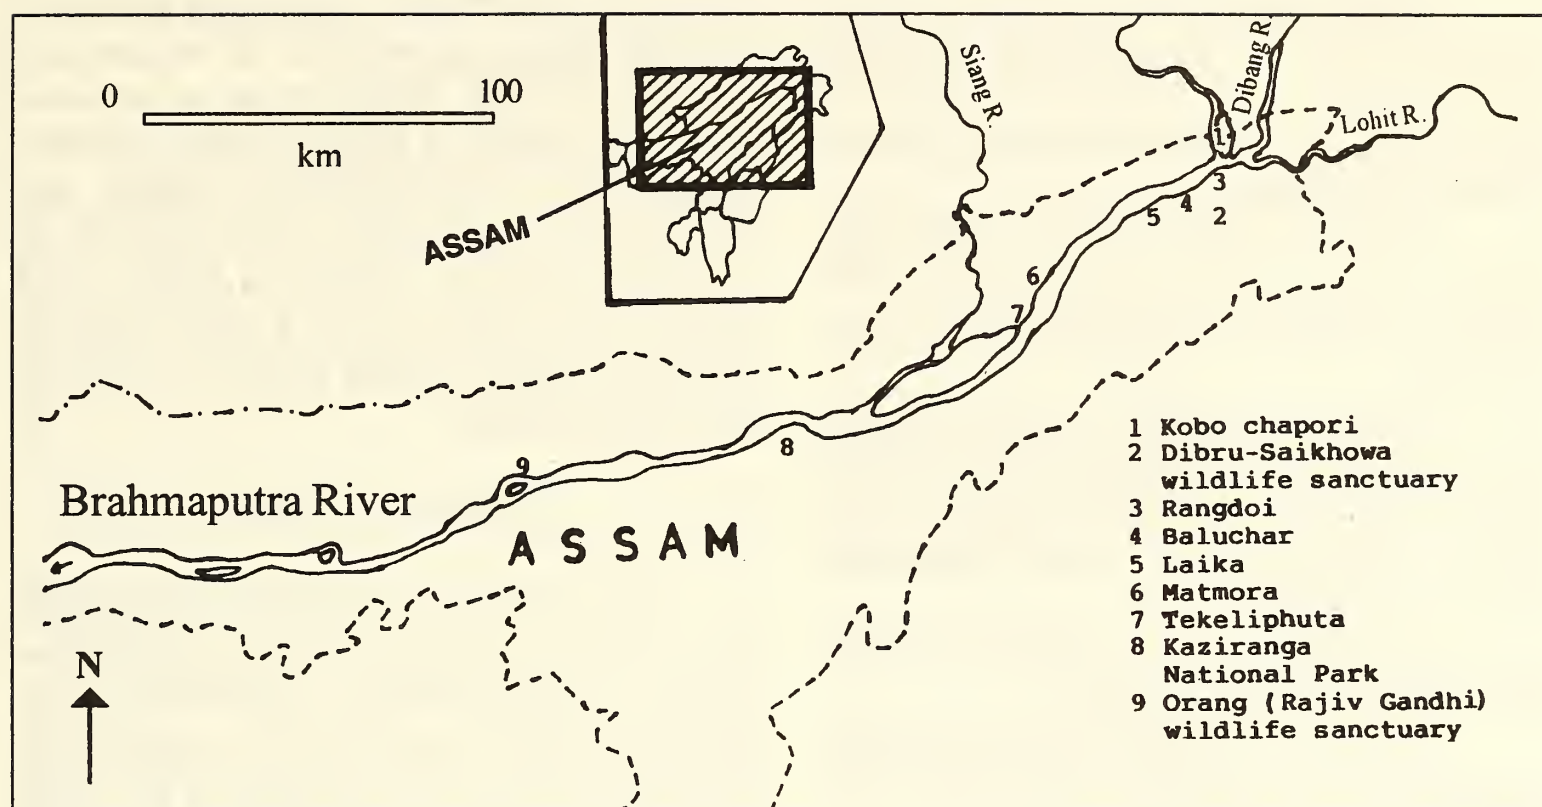 0 100
km
ASSAM
Siang R.
Dibang R.
Lohit R.
1
3
4
5 2
6
7
8
9
Brahmaputra River
ASSAM
N
1 Kobo chapori
2 Dibru-Saikhowa
wildlife sanctuary
3 Rangdoi
4 Baluchar
5 Laika
6 Matmora
7 Tekeliphuta
8 Kaziranga
National Park
9 Orang (Rajiv Gandhi)
wildlife sanctuary